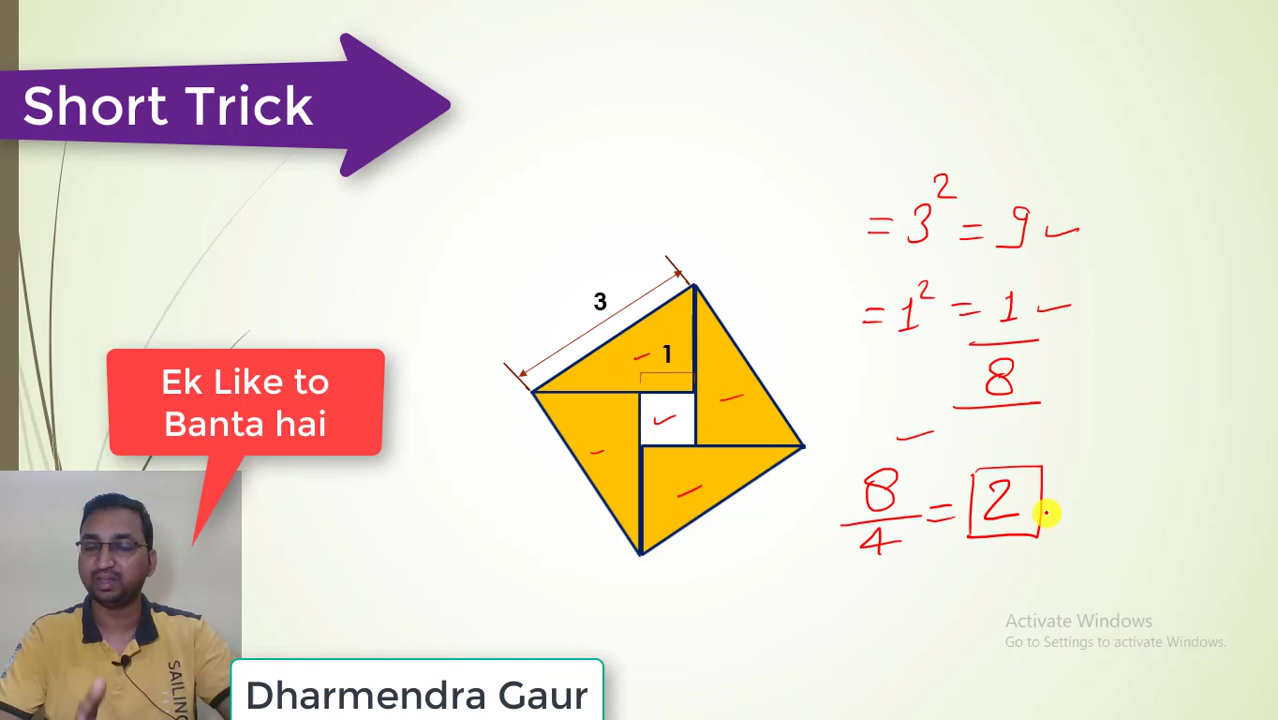 Short Trick
= 3² = 9 ✓
3
= 1² = 1 ✓
1
8
Ek Like to
Banta hai
8/4 = 2
SAILING
Activate Windows
Go to Settings to activate Windows.
Dharmendra Gaur